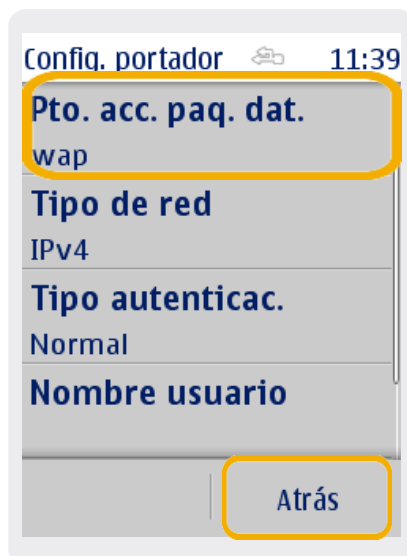 Config. portador 11:39
Pto. acc. paq. dat.
wap
Tipo de red
IPv4
Tipo autenticac.
Normal
Nombre usuario
Atrás